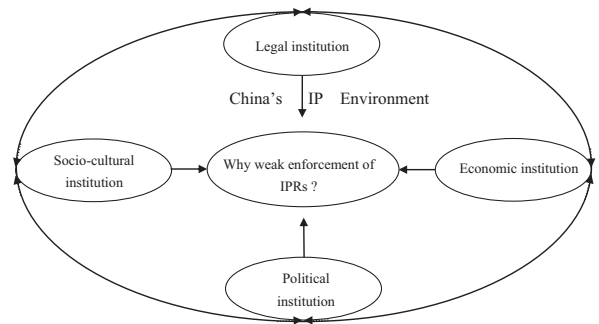 Legal institution
China's IP Environment
Socio-cultural
institution
Why weak enforcement of
IPRs ?
Economic institution
Political
institution